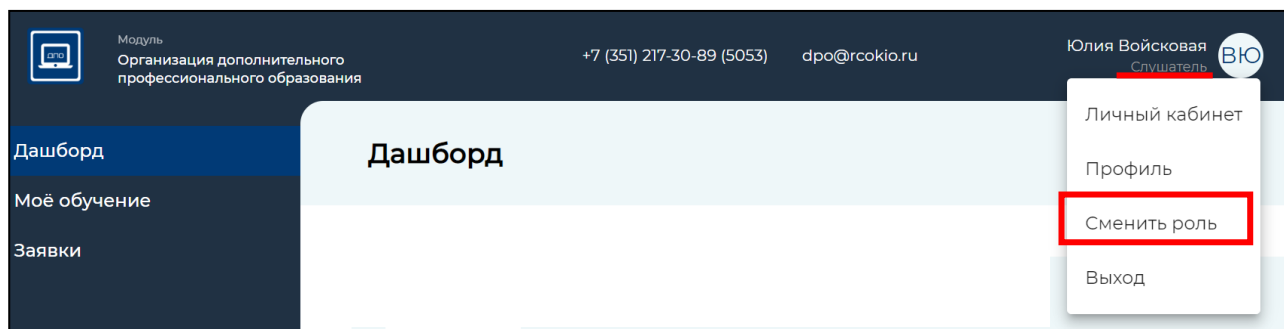 ДПО
Модуль
Организация дополнительного
профессионального образования
+7 (351) 217-30-89 (5053)
dpo@rcokio.ru
Юлия Войсковая
Слушатель
ВЮ
Дашборд
Моё обучение
Заявки
Дашборд
Личный кабинет
Профиль
Сменить роль
Выход